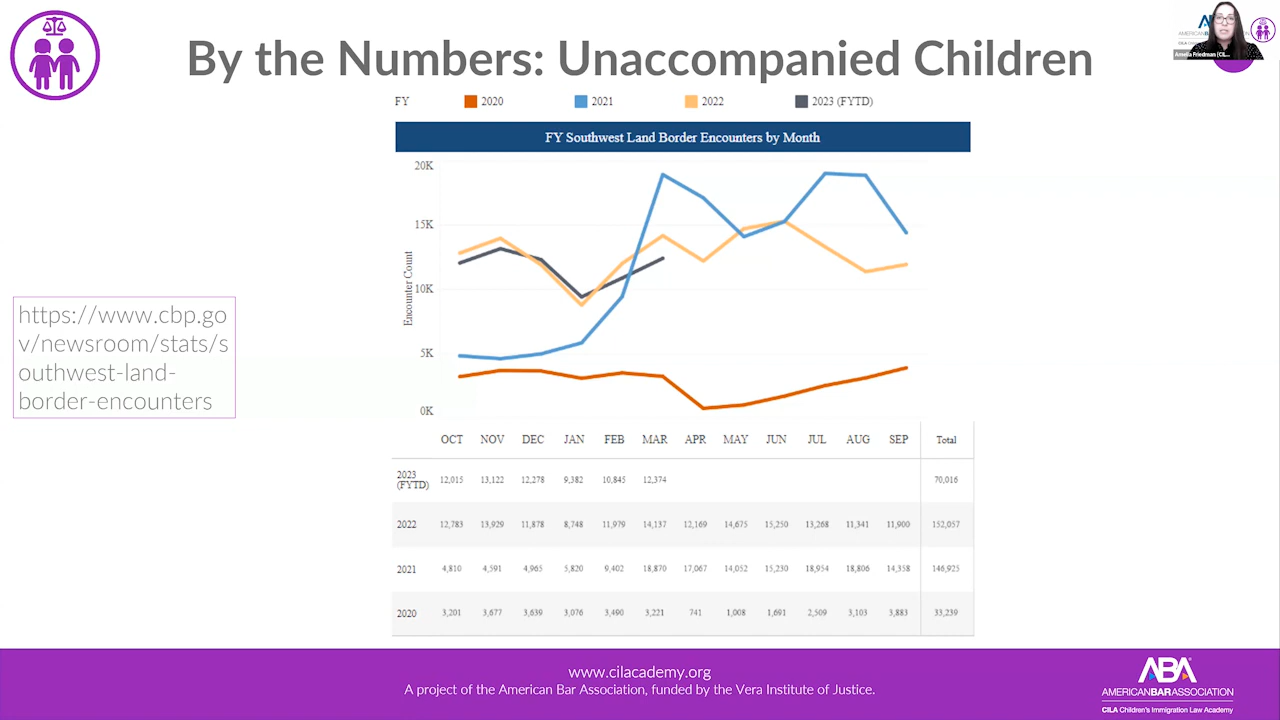 By the Numbers: Unaccompanied Children
AMERICANBAR
CILA
Amelia Friedman (CIL...
FY 2020 2021 2022 2023 (FYTD)
FY Southwest Land Border Encounters by Month
Encounter Count
20K
15K
10K
5K
0K
https://www.cbp.go
v/newsroom/stats/s
outhwest-land-
border-encounters
OCT NOV DEC JAN FEB MAR APR MAY JUN JUL AUG SEP Total
2023
(FYTD) 12,015 13,122 12,278 9,382 10,845 12,374 70,016
2022 12,783 13,929 11,878 8,748 11,979 14,137 12,169 14,675 15,250 13,268 11,341 11,900 152,057
2021 4,810 4,591 4,965 5,820 9,402 18,870 17,067 14,052 15,230 18,954 18,806 14,358 146,925
2020 3,201 3,677 3,639 3,076 3,490 3,221 741 1,008 1,691 2,509 3,103 3,883 33,239
www.cilacademy.org
A project of the American Bar Association, funded by the Vera Institute of Justice.
ABA
AMERICANBARASSOCIATION
CILA Children's Immigration Law Academy